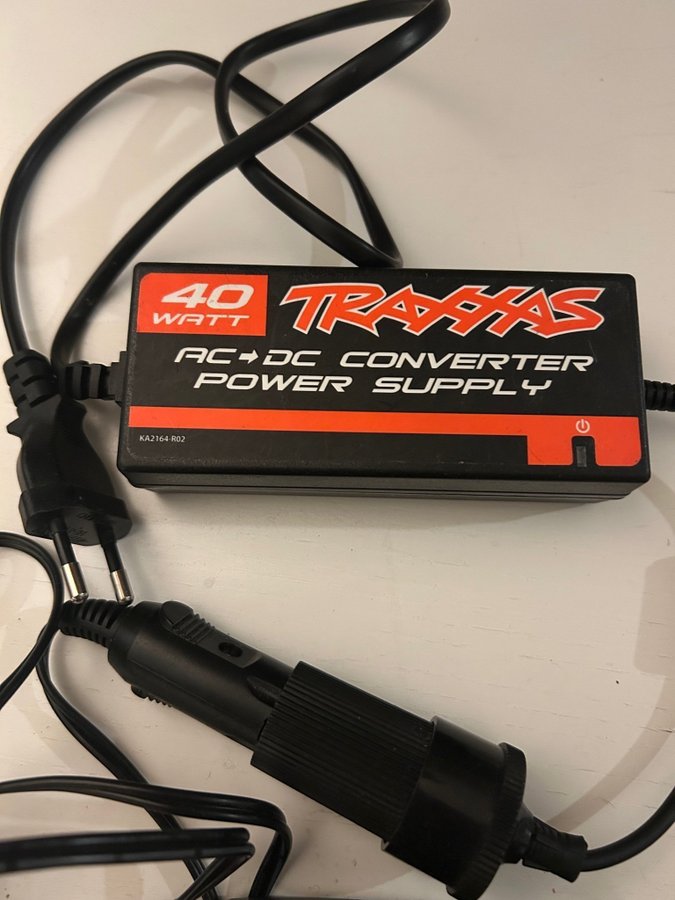 40
WATT
TRAXXAS
AC➡DC CONVERTER
POWER SUPPLY
KA2164-R02